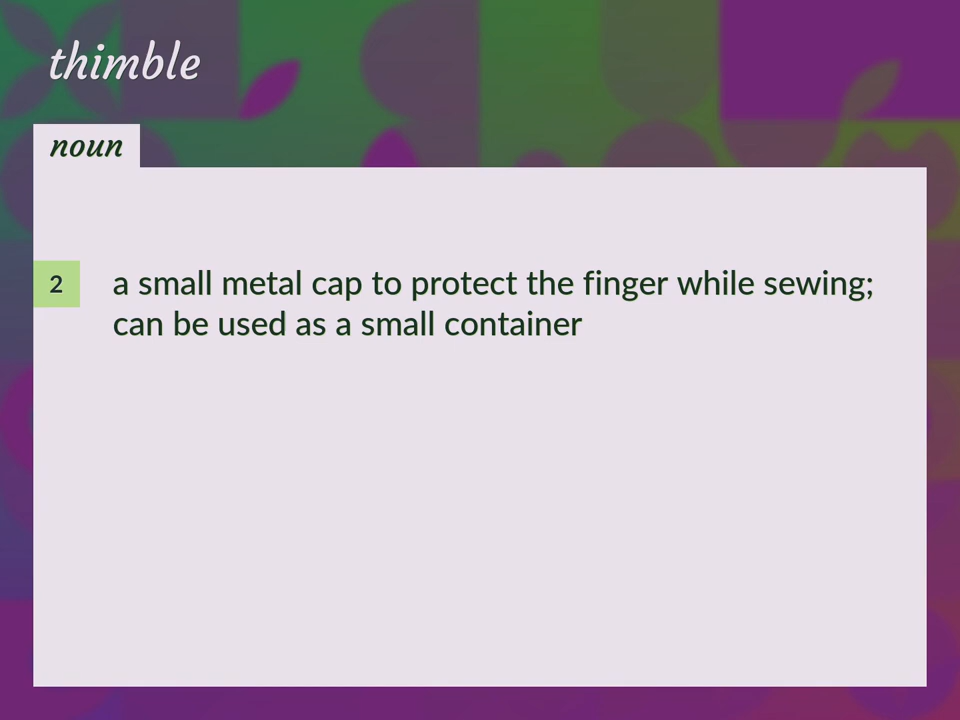 thimble
noun
2
a small metal cap to protect the finger while sewing;
can be used as a small container